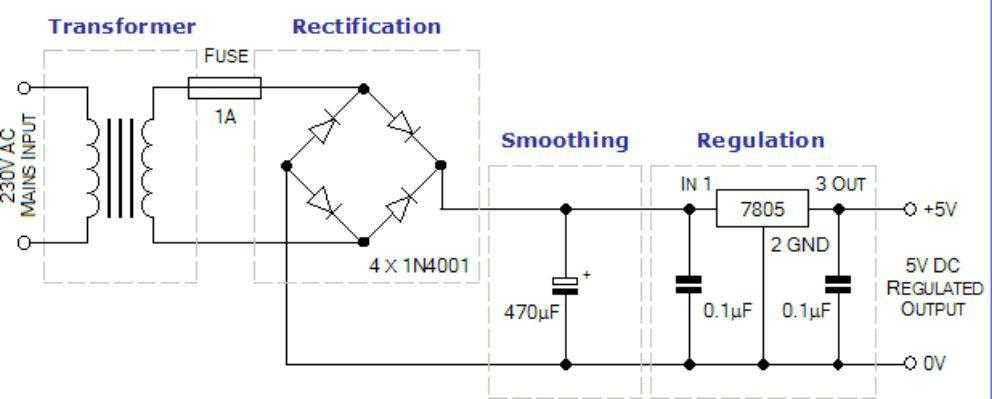 Transformer
Rectification
FUSE
1A
230V AC
MAINS INPUT
4 X 1N4001
Smoothing
470µF
+
Regulation
IN 1
3 OUT
7805
2 GND
0.1µF
0.1µF
+5V
5V DC
REGULATED
OUTPUT
0V